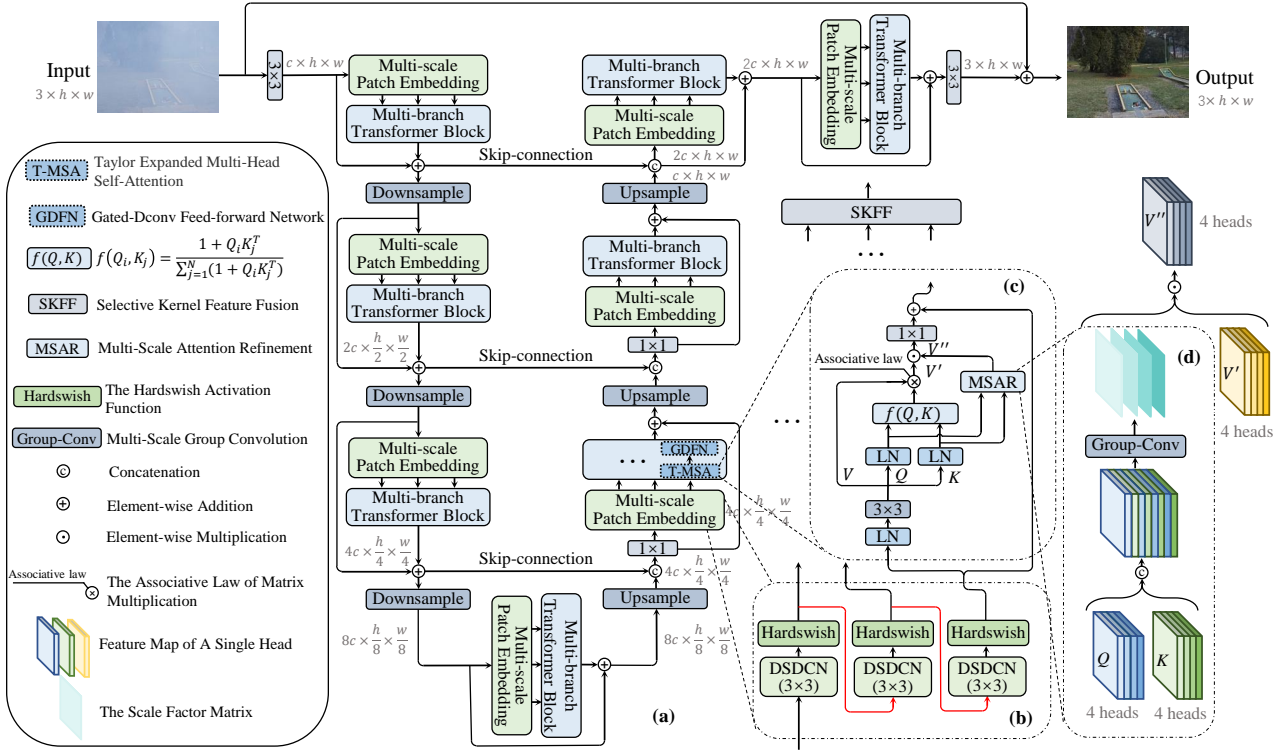 Input
3 × h × w
3×3
c × h × w
Multi-scale
Patch Embedding
Multi-branch
Transformer Block
Skip-connection
Downsample
Multi-scale
Patch Embedding
Multi-branch
Transformer Block
2c × h/2 × w/2
Skip-connection
Downsample
Multi-scale
Patch Embedding
Multi-branch
Transformer Block
4c × h/4 × w/4
Skip-connection
Downsample
8c × h/8 × w/8
Multi-scale
Patch Embedding
Multi-branch
Transformer Block
8c × h/8 × w/8
Upsample
4c × h/4 × w/4
c
1×1
Multi-scale
Patch Embedding
4c × h/4 × w/4
...
GDFN
T-MSA
Upsample
c
1×1
Multi-scale
Patch Embedding
Multi-branch
Transformer Block
Upsample
c × h × w
2c × h × w
c
Multi-scale
Patch Embedding
Multi-branch
Transformer Block
2c × h × w
Multi-scale
Patch Embedding
Multi-branch
Transformer Block
3×3
3 × h × w
Output
3× h × w
(a)
T-MSA
Taylor Expanded Multi-Head
Self-Attention
GDFN
Gated-Dconv Feed-forward Network
f(Q,K)
f(Q_i, K_j) = (1 + Q_i K_j^T) / (∑_{j=1}^N (1 + Q_i K_j^T))
SKFF
Selective Kernel Feature Fusion
MSAR
Multi-Scale Attention Refinement
Hardswish
The Hardswish Activation
Function
Group-Conv
Multi-Scale Group Convolution
c
Concatenation
Element-wise Addition
Element-wise Multiplication
Associative law
The Associative Law of Matrix
Multiplication
Feature Map of A Single Head
The Scale Factor Matrix
SKFF
...
...
(c)
1×1
V''
Associative law
V'
MSAR
f(Q,K)
LN
LN
V
Q
K
3×3
LN
Hardswish
Hardswish
Hardswish
DSDCN
(3×3)
DSDCN
(3×3)
DSDCN
(3×3)
(b)
V''
4 heads
(d)
V'
4 heads
Group-Conv
c
Q
K
4 heads
4 heads